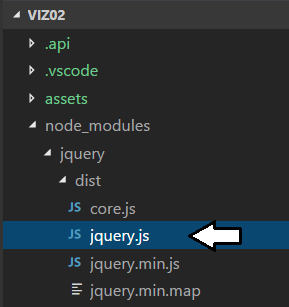 VIZ02
.api
.vscode
assets
node_modules
jquery
dist
JS core.js
JS jquery.js
JS jquery.min.js
jquery.min.map